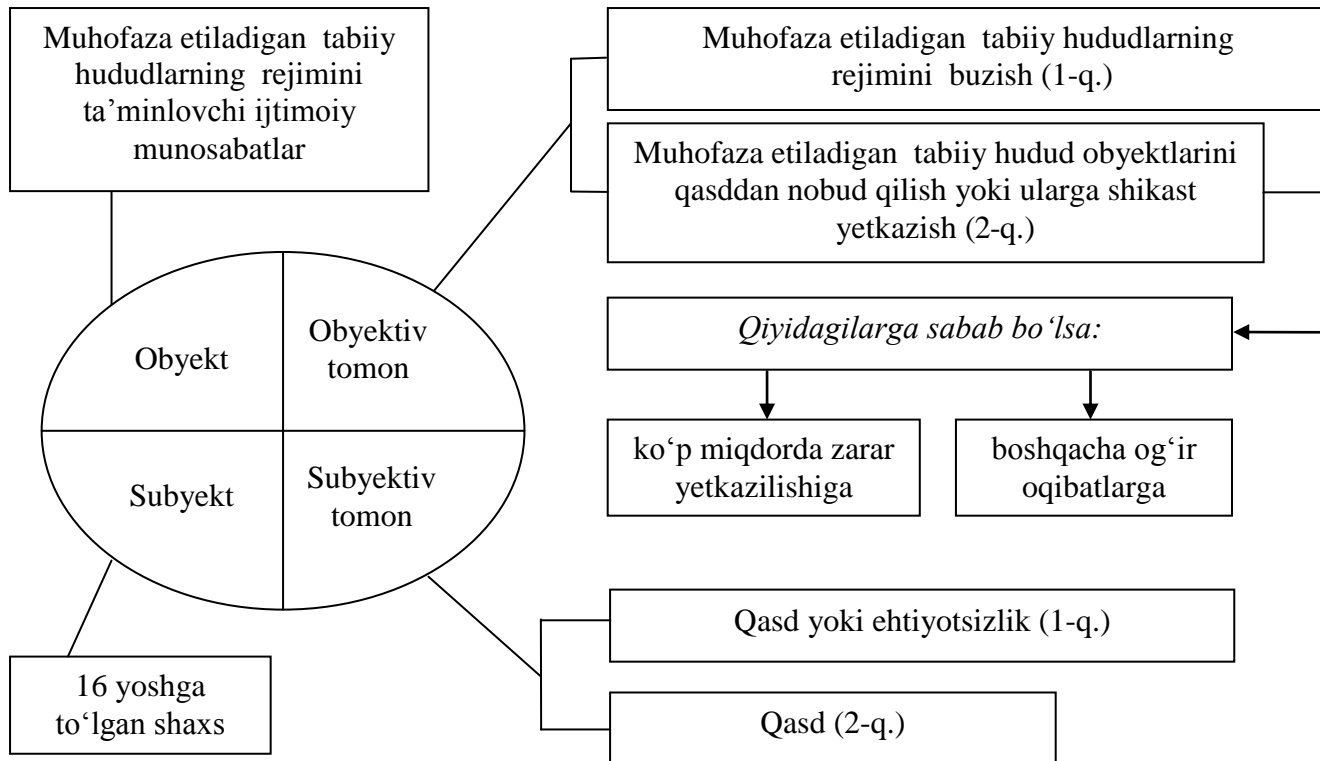 Muhofaza etiladigan tabiiy
hududlarning rejimini
ta’minlovchi ijtimoiy
munosabatlar
Muhofaza etiladigan tabiiy hududlarning
rejimini buzish (1-q.)
Muhofaza etiladigan tabiiy hudud obyektlarini
qasddan nobud qilish yoki ularga shikast
yetkazish (2-q.)
Obyekt
Obyektiv
tomon
Qiyidagilarga sabab bo‘lsa:
ko‘p miqdorda zarar
yetkazilishiga
boshqacha og‘ir
oqibatlarga
Subyekt
Subyektiv
tomon
16 yoshga
to‘lgan shaxs
Qasd yoki ehtiyotsizlik (1-q.)
Qasd (2-q.)